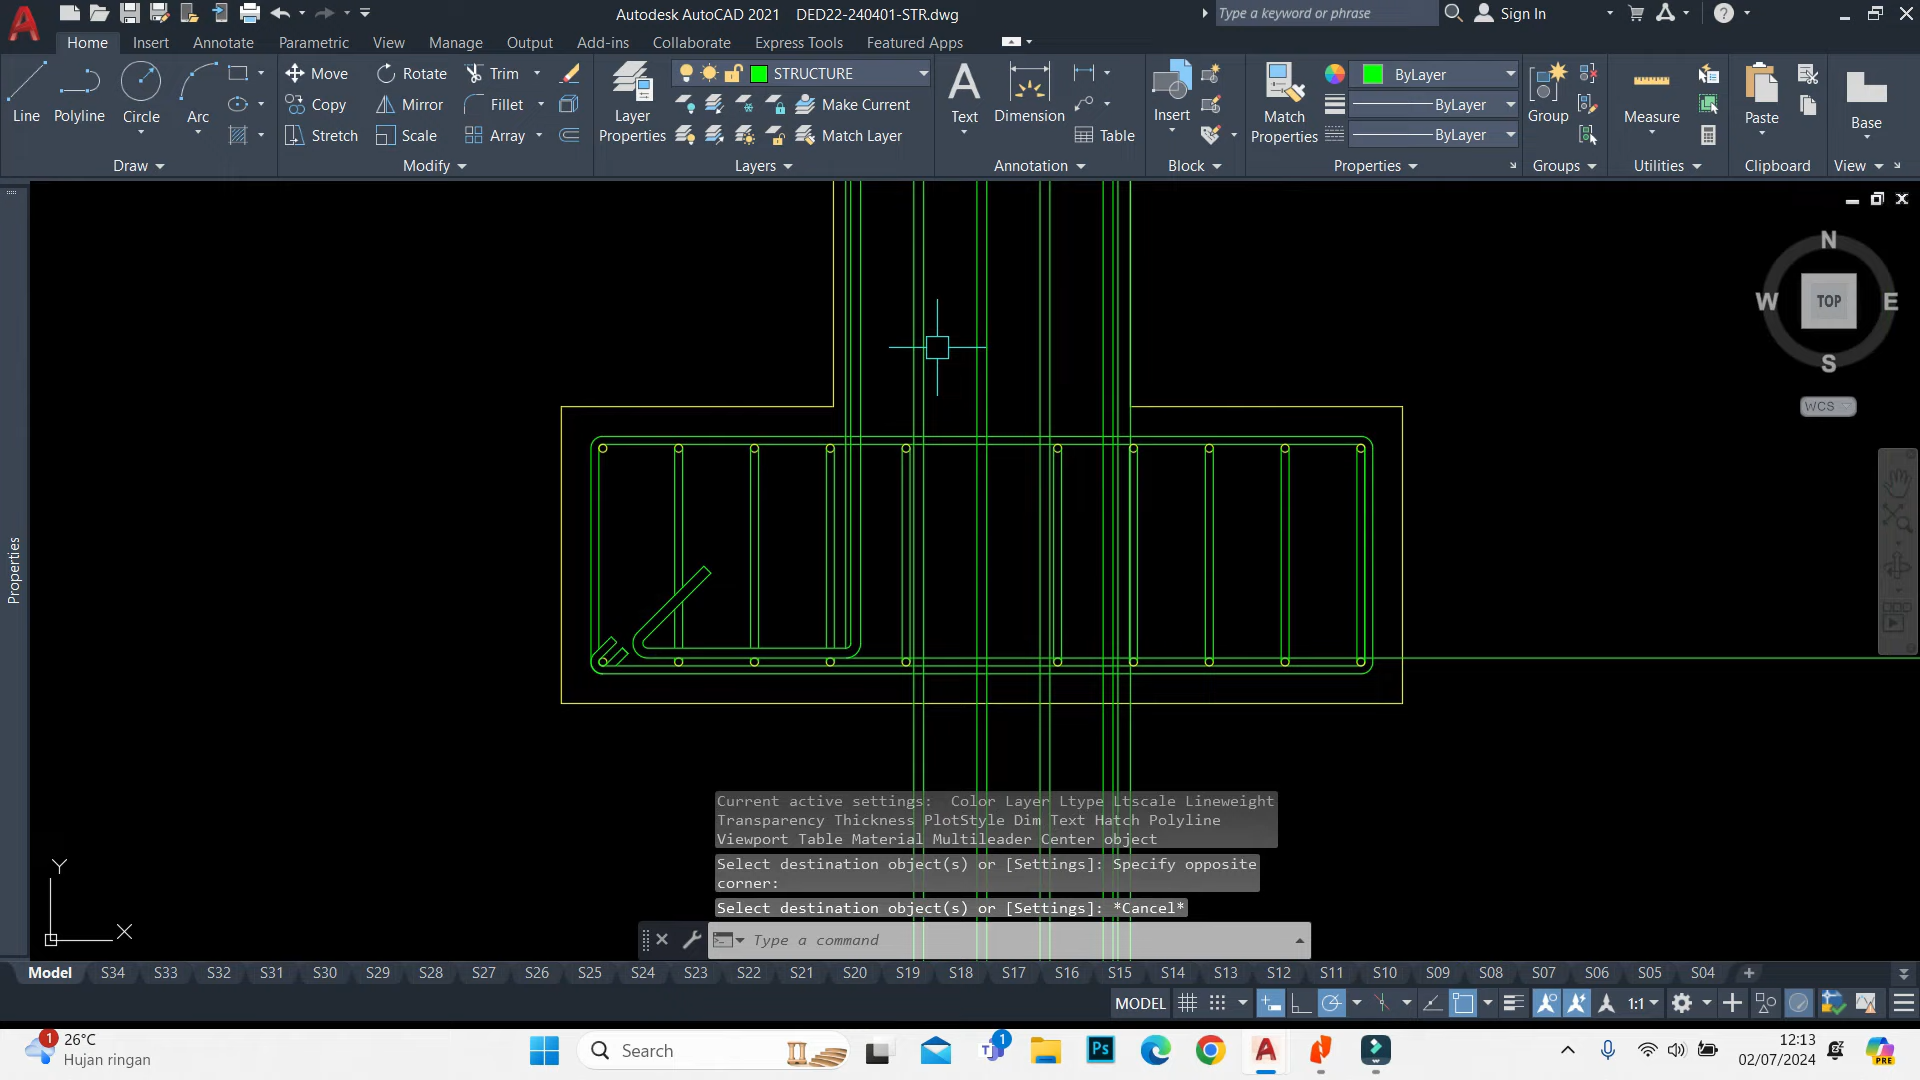 Autodesk AutoCAD 2021 DED22-240401-STR.dwg
Type a keyword or phrase
Sign In
Home Insert Annotate Parametric View Manage Output Add-ins Collaborate Express Tools Featured Apps
Line Polyline Circle Arc
Move Rotate Trim
Copy Mirror Fillet
Stretch Scale Array
Layer Properties
STRUCTURE
Make Current
Match Layer
Text Dimension Table
Insert
Match Properties
ByLayer
ByLayer
ByLayer
Group Measure Paste Base
Draw Modify Layers Annotation Block Properties Groups Utilities Clipboard View
N
W TOP E
S
WCS
Properties
Y
X
Current active settings: Color Layer Ltype Ltscale Lineweight
Transparency Thickness PlotStyle Dim Text Hatch Polyline
Viewport Table Material Multileader Center object
Select destination object(s) or [Settings]: Specify opposite
corner:
Select destination object(s) or [Settings]: *Cancel*
Type a command
Model S34 S33 S32 S31 S30 S29 S28 S27 S26 S25 S24 S23 S22 S21 S20 S19 S18 S17 S16 S15 S14 S13 S12 S11 S10 S09 S08 S07 S06 S05 S04
MODEL 1:1
1 26°C
Hujan ringan
Search
1
Ps
PRE
12:13
02/07/2024